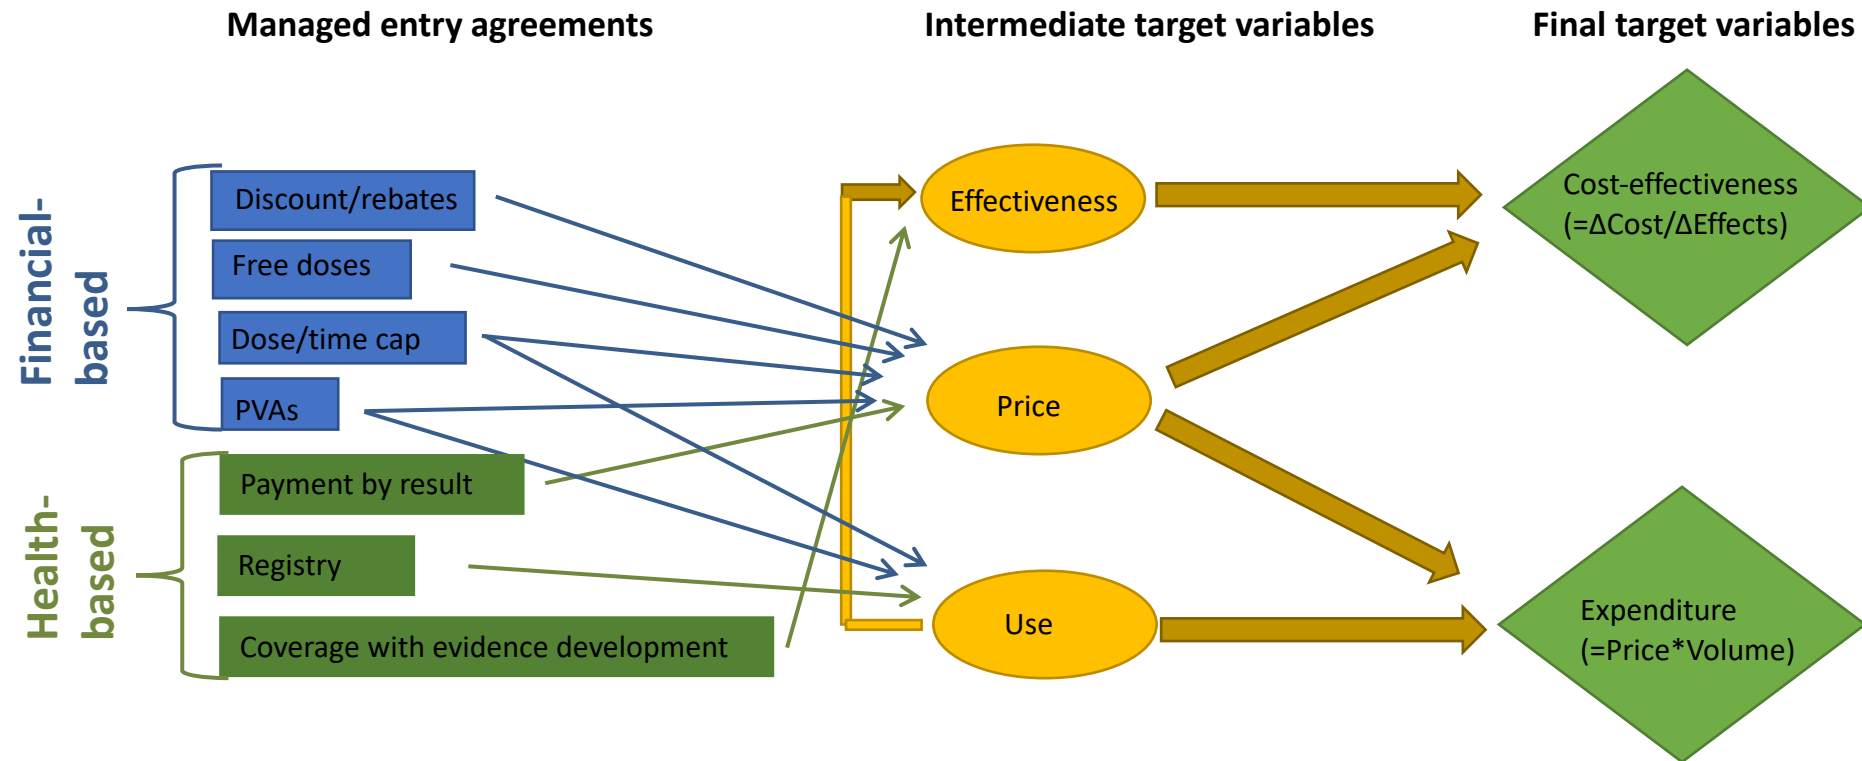 Managed entry agreements
Intermediate target variables
Final target variables
Financial-
based
Discount/rebates
Free doses
Dose/time cap
PVAs
Health-
based
Payment by result
Registry
Coverage with evidence development
Effectiveness
Price
Use
Cost-effectiveness
(=ΔCost/ΔEffects)
Expenditure
(=Price*Volume)